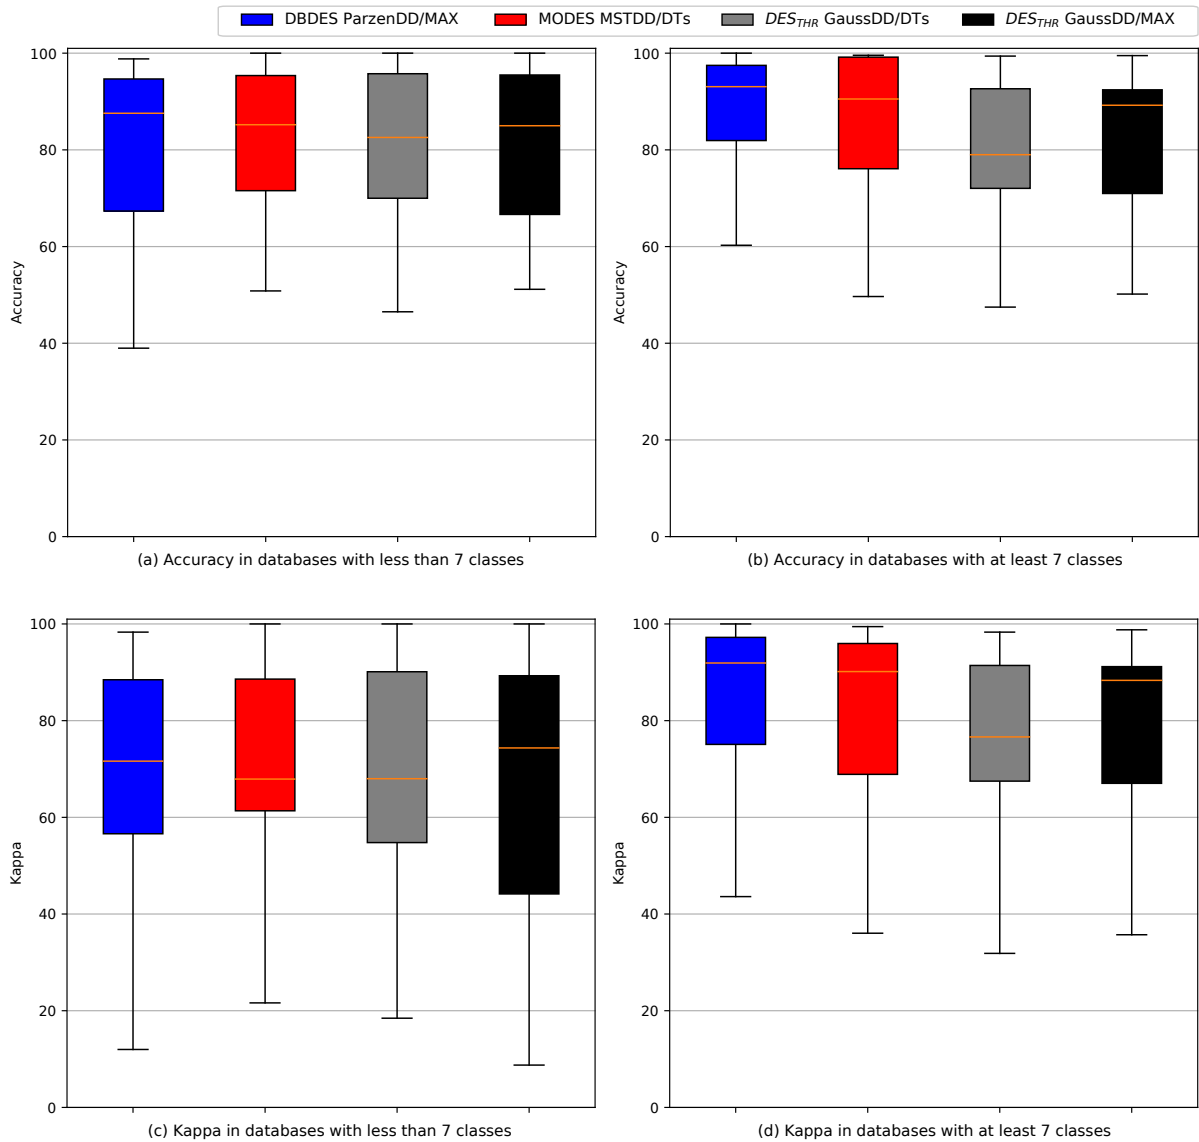 DBDES ParzenDD/MAX MODES MSTDD/DTs DES_THR GaussDD/DTs DES_THR GaussDD/MAX
100
80
60
40
20
0
Accuracy
(a) Accuracy in databases with less than 7 classes
100
80
60
40
20
0
Accuracy
(b) Accuracy in databases with at least 7 classes
100
80
60
40
20
0
Kappa
(c) Kappa in databases with less than 7 classes
100
80
60
40
20
0
Kappa
(d) Kappa in databases with at least 7 classes